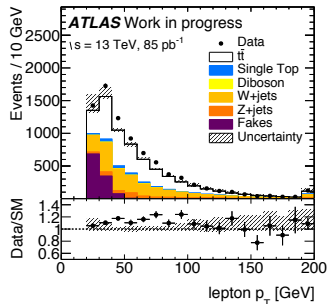 ATLAS Work in progress
\s = 13 TeV, 85 pb⁻¹
Data
tt̄
Single Top
Diboson
W+jets
Z+jets
Fakes
Uncertainty
Events / 10 GeV
2500
2000
1500
1000
500
Data/SM
1.4
1.2
1.0
0.8
0.6
0 50 100 150 200
lepton p_T [GeV]